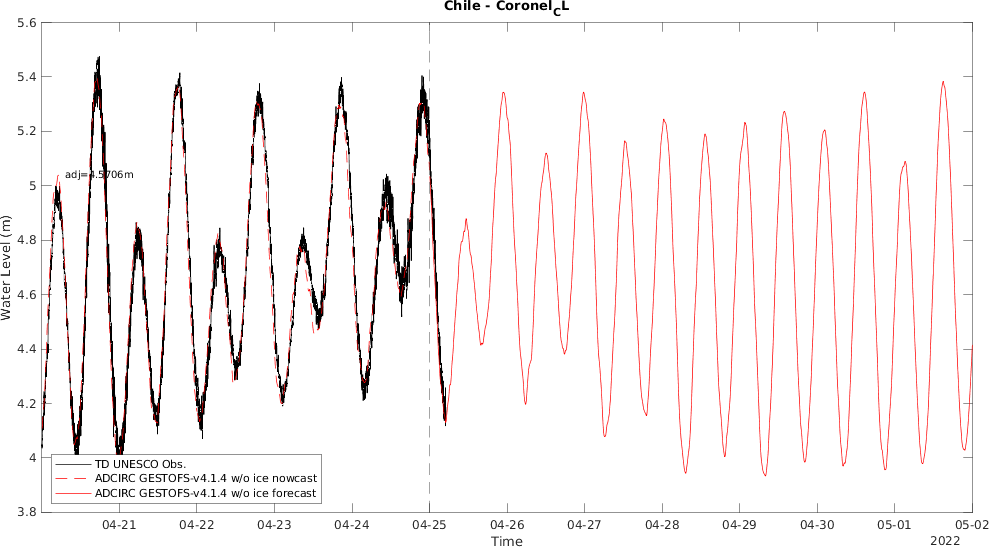 Chile - Coronel_CL
5.6
5.4
5.2
5
4.8
4.6
4.4
4.2
4
3.8
Water Level (m)
adj=4.5706m
TD UNESCO Obs.
ADCIRC GESTOFS-v4.1.4 w/o ice nowcast
ADCIRC GESTOFS-v4.1.4 w/o ice forecast
04-21 04-22 04-23 04-24 04-25 04-26 04-27 04-28 04-29 04-30 05-01 05-02
Time
2022